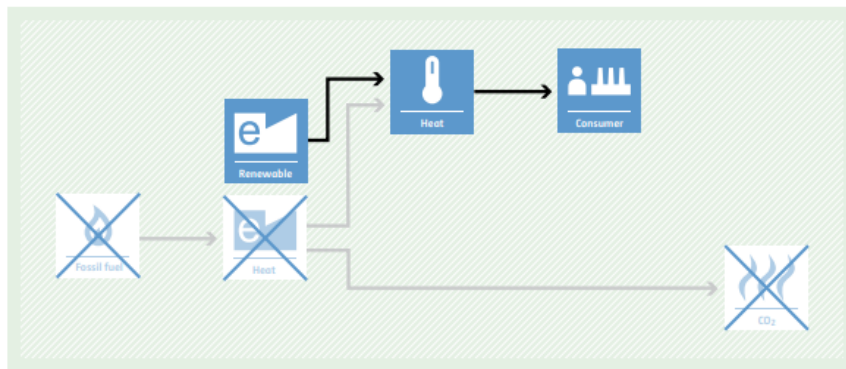 Heat
Consumer
e
Renewable
e
Fossil fuel
Heat
CO₂